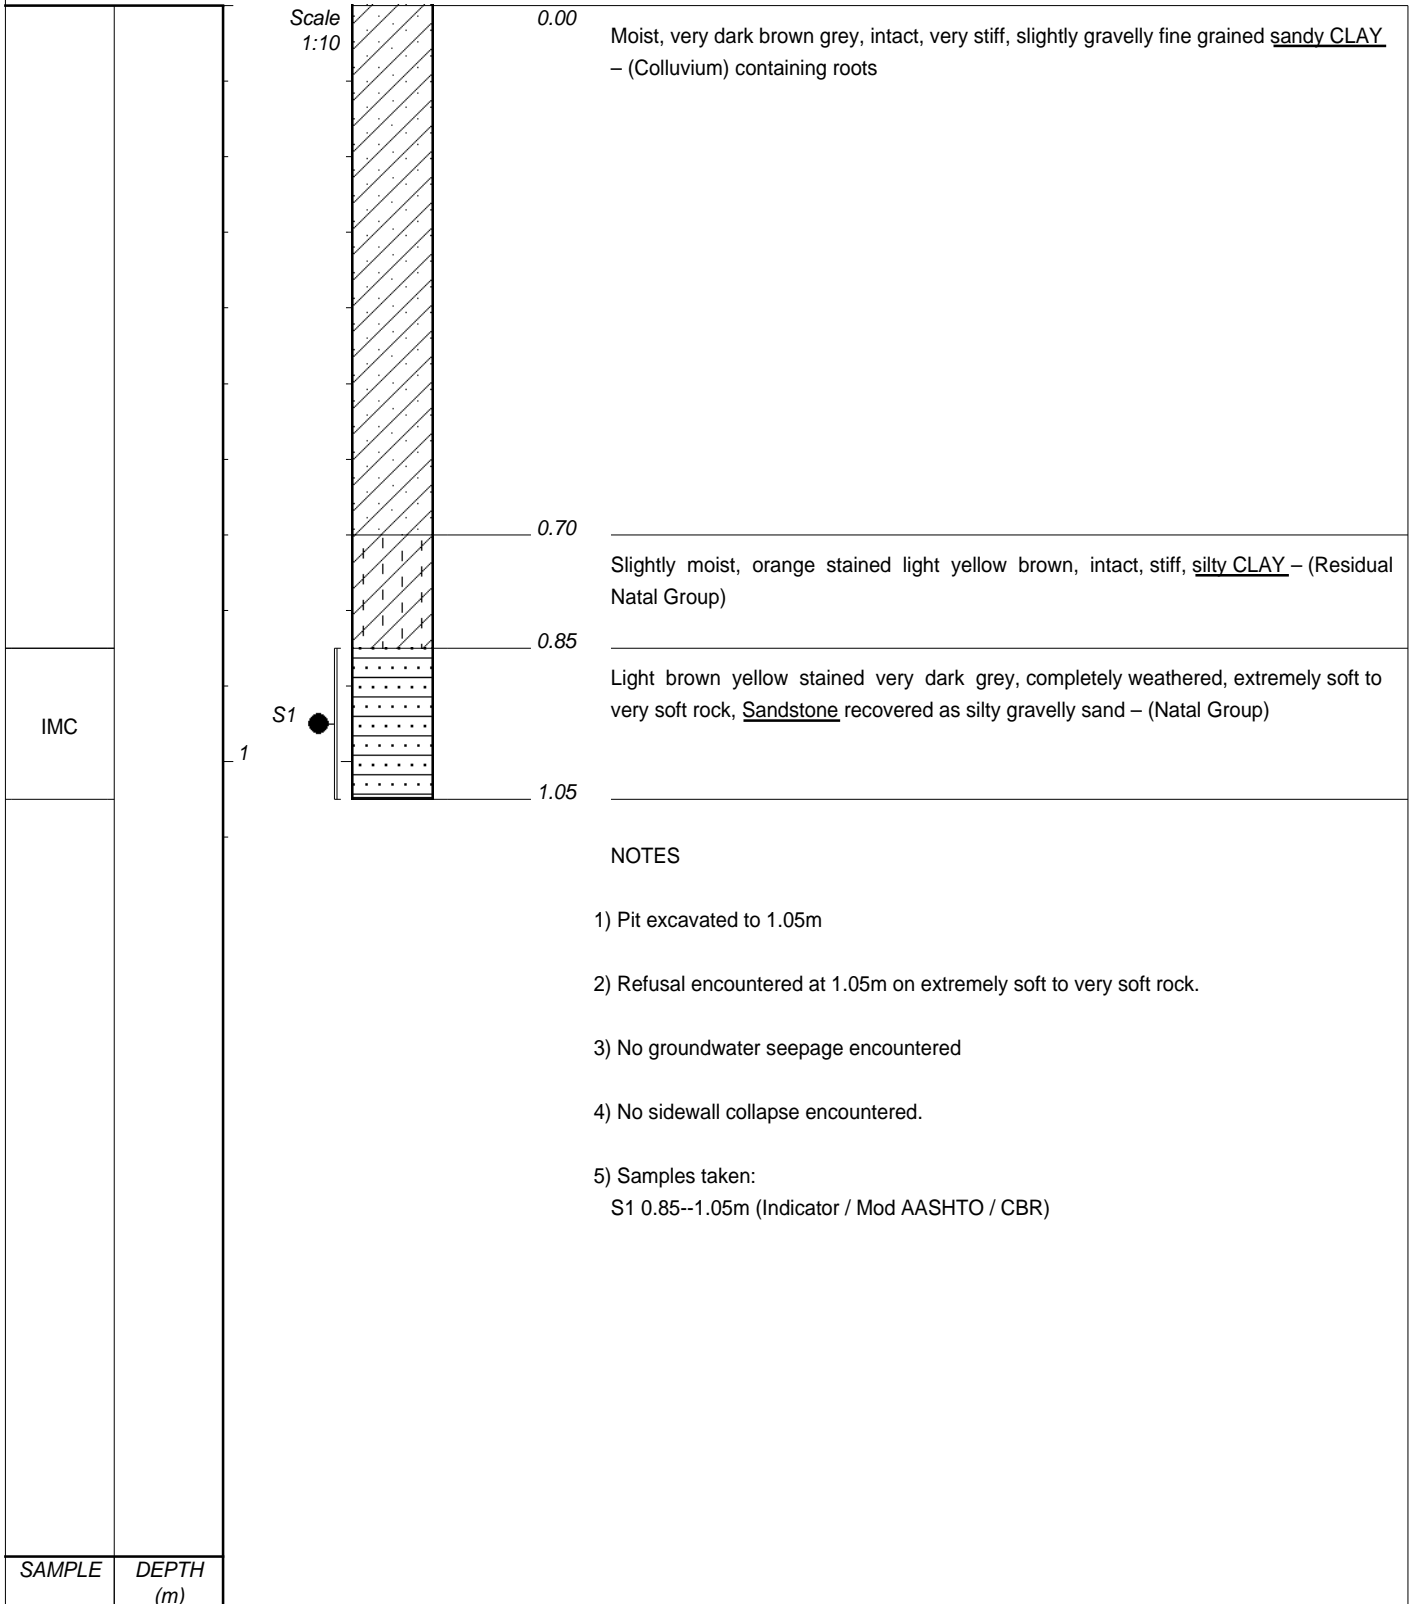 Scale
1:10
0.00
Moist, very dark brown grey, intact, very stiff, slightly gravelly fine grained sandy CLAY
– (Colluvium) containing roots
0.70
Slightly moist, orange stained light yellow brown, intact, stiff, silty CLAY – (Residual
Natal Group)
0.85
Light brown yellow stained very dark grey, completely weathered, extremely soft to
very soft rock, Sandstone recovered as silty gravelly sand – (Natal Group)
IMC
S1
1
1.05
NOTES
1) Pit excavated to 1.05m
2) Refusal encountered at 1.05m on extremely soft to very soft rock.
3) No groundwater seepage encountered
4) No sidewall collapse encountered.
5) Samples taken:
S1 0.85--1.05m (Indicator / Mod AASHTO / CBR)
SAMPLE
DEPTH
(m)